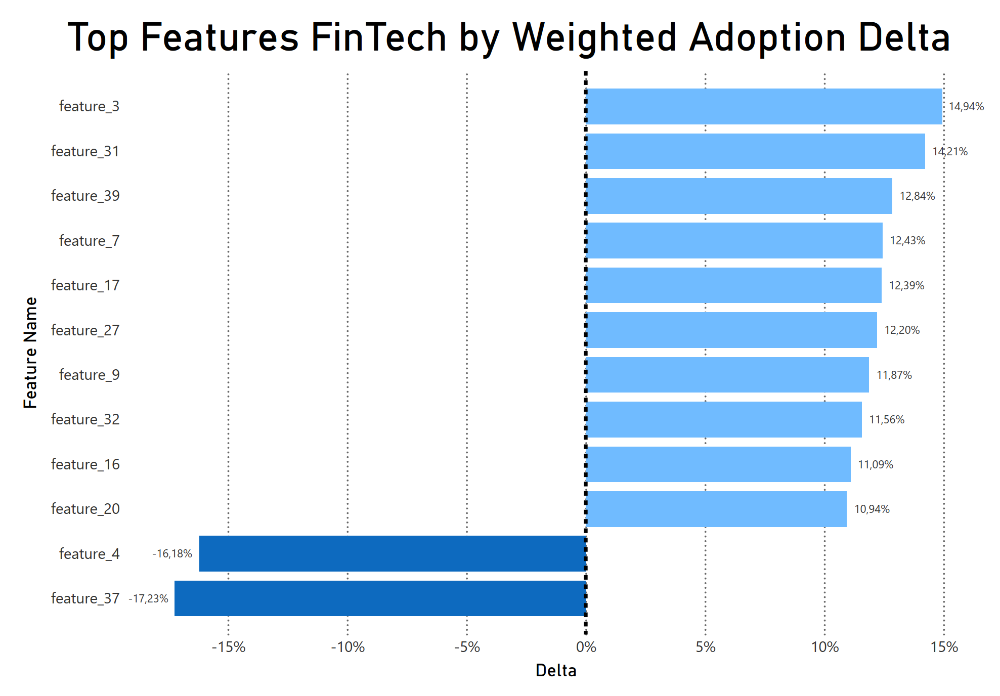 Top Features FinTech by Weighted Adoption Delta
Feature Name
feature_3 14,94%
feature_31 14,21%
feature_39 12,84%
feature_7 12,43%
feature_17 12,39%
feature_27 12,20%
feature_9 11,87%
feature_32 11,56%
feature_16 11,09%
feature_20 10,94%
feature_4 -16,18%
feature_37 -17,23%
-15% -10% -5% 0% 5% 10% 15%
Delta